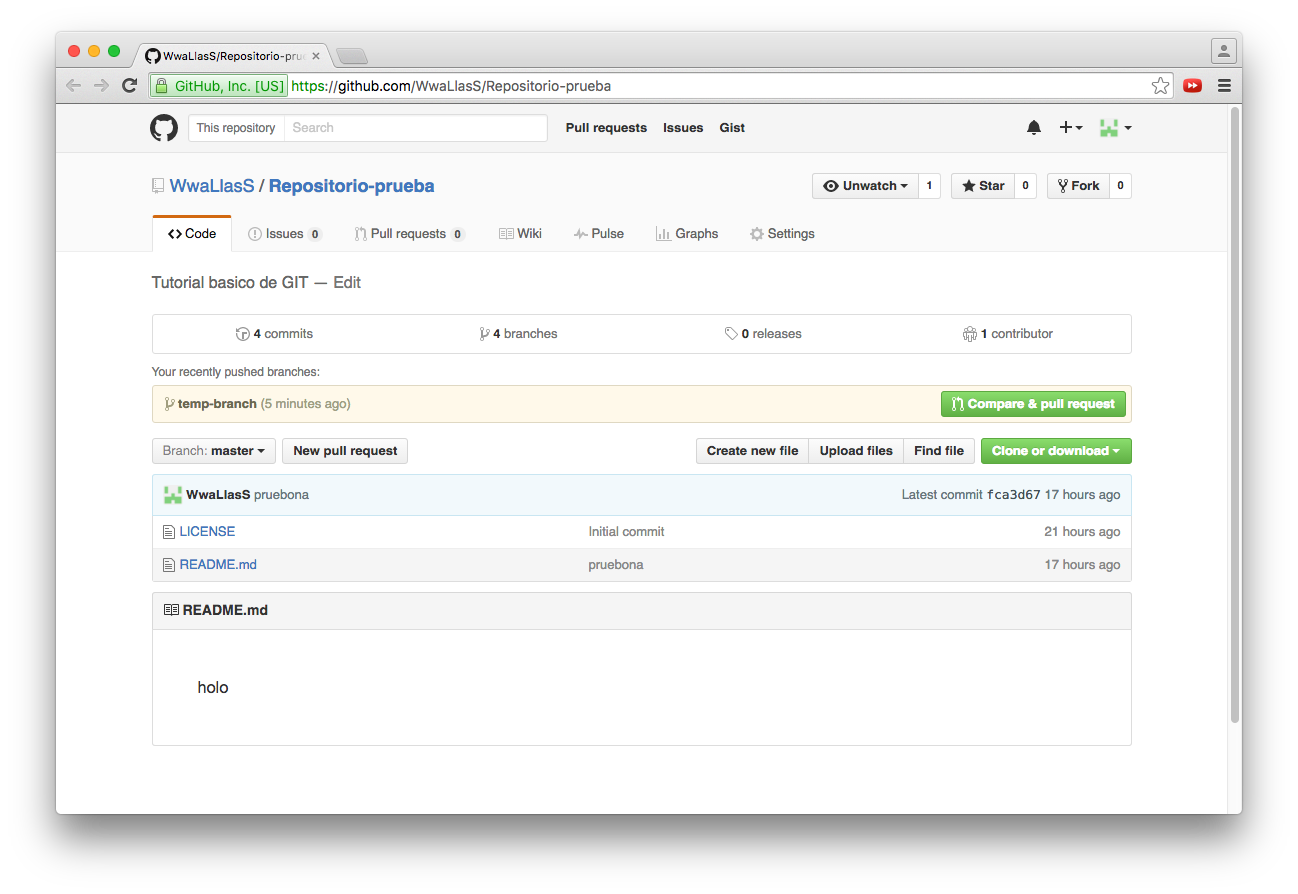 WwaLlasS/Repositorio-prue
GitHub, Inc. [US] https://github.com/WwaLlasS/Repositorio-prueba
This repository Search Pull requests Issues Gist
WwaLlasS / Repositorio-prueba Unwatch 1 Star 0 Fork 0
Code Issues 0 Pull requests 0 Wiki Pulse Graphs Settings
Tutorial basico de GIT — Edit
4 commits 4 branches 0 releases 1 contributor
Your recently pushed branches:
temp-branch (5 minutes ago) Compare & pull request
Branch: master New pull request Create new file Upload files Find file Clone or download
WwaLlasS pruebona Latest commit fca3d67 17 hours ago
LICENSE Initial commit 21 hours ago
README.md pruebona 17 hours ago
README.md
holo